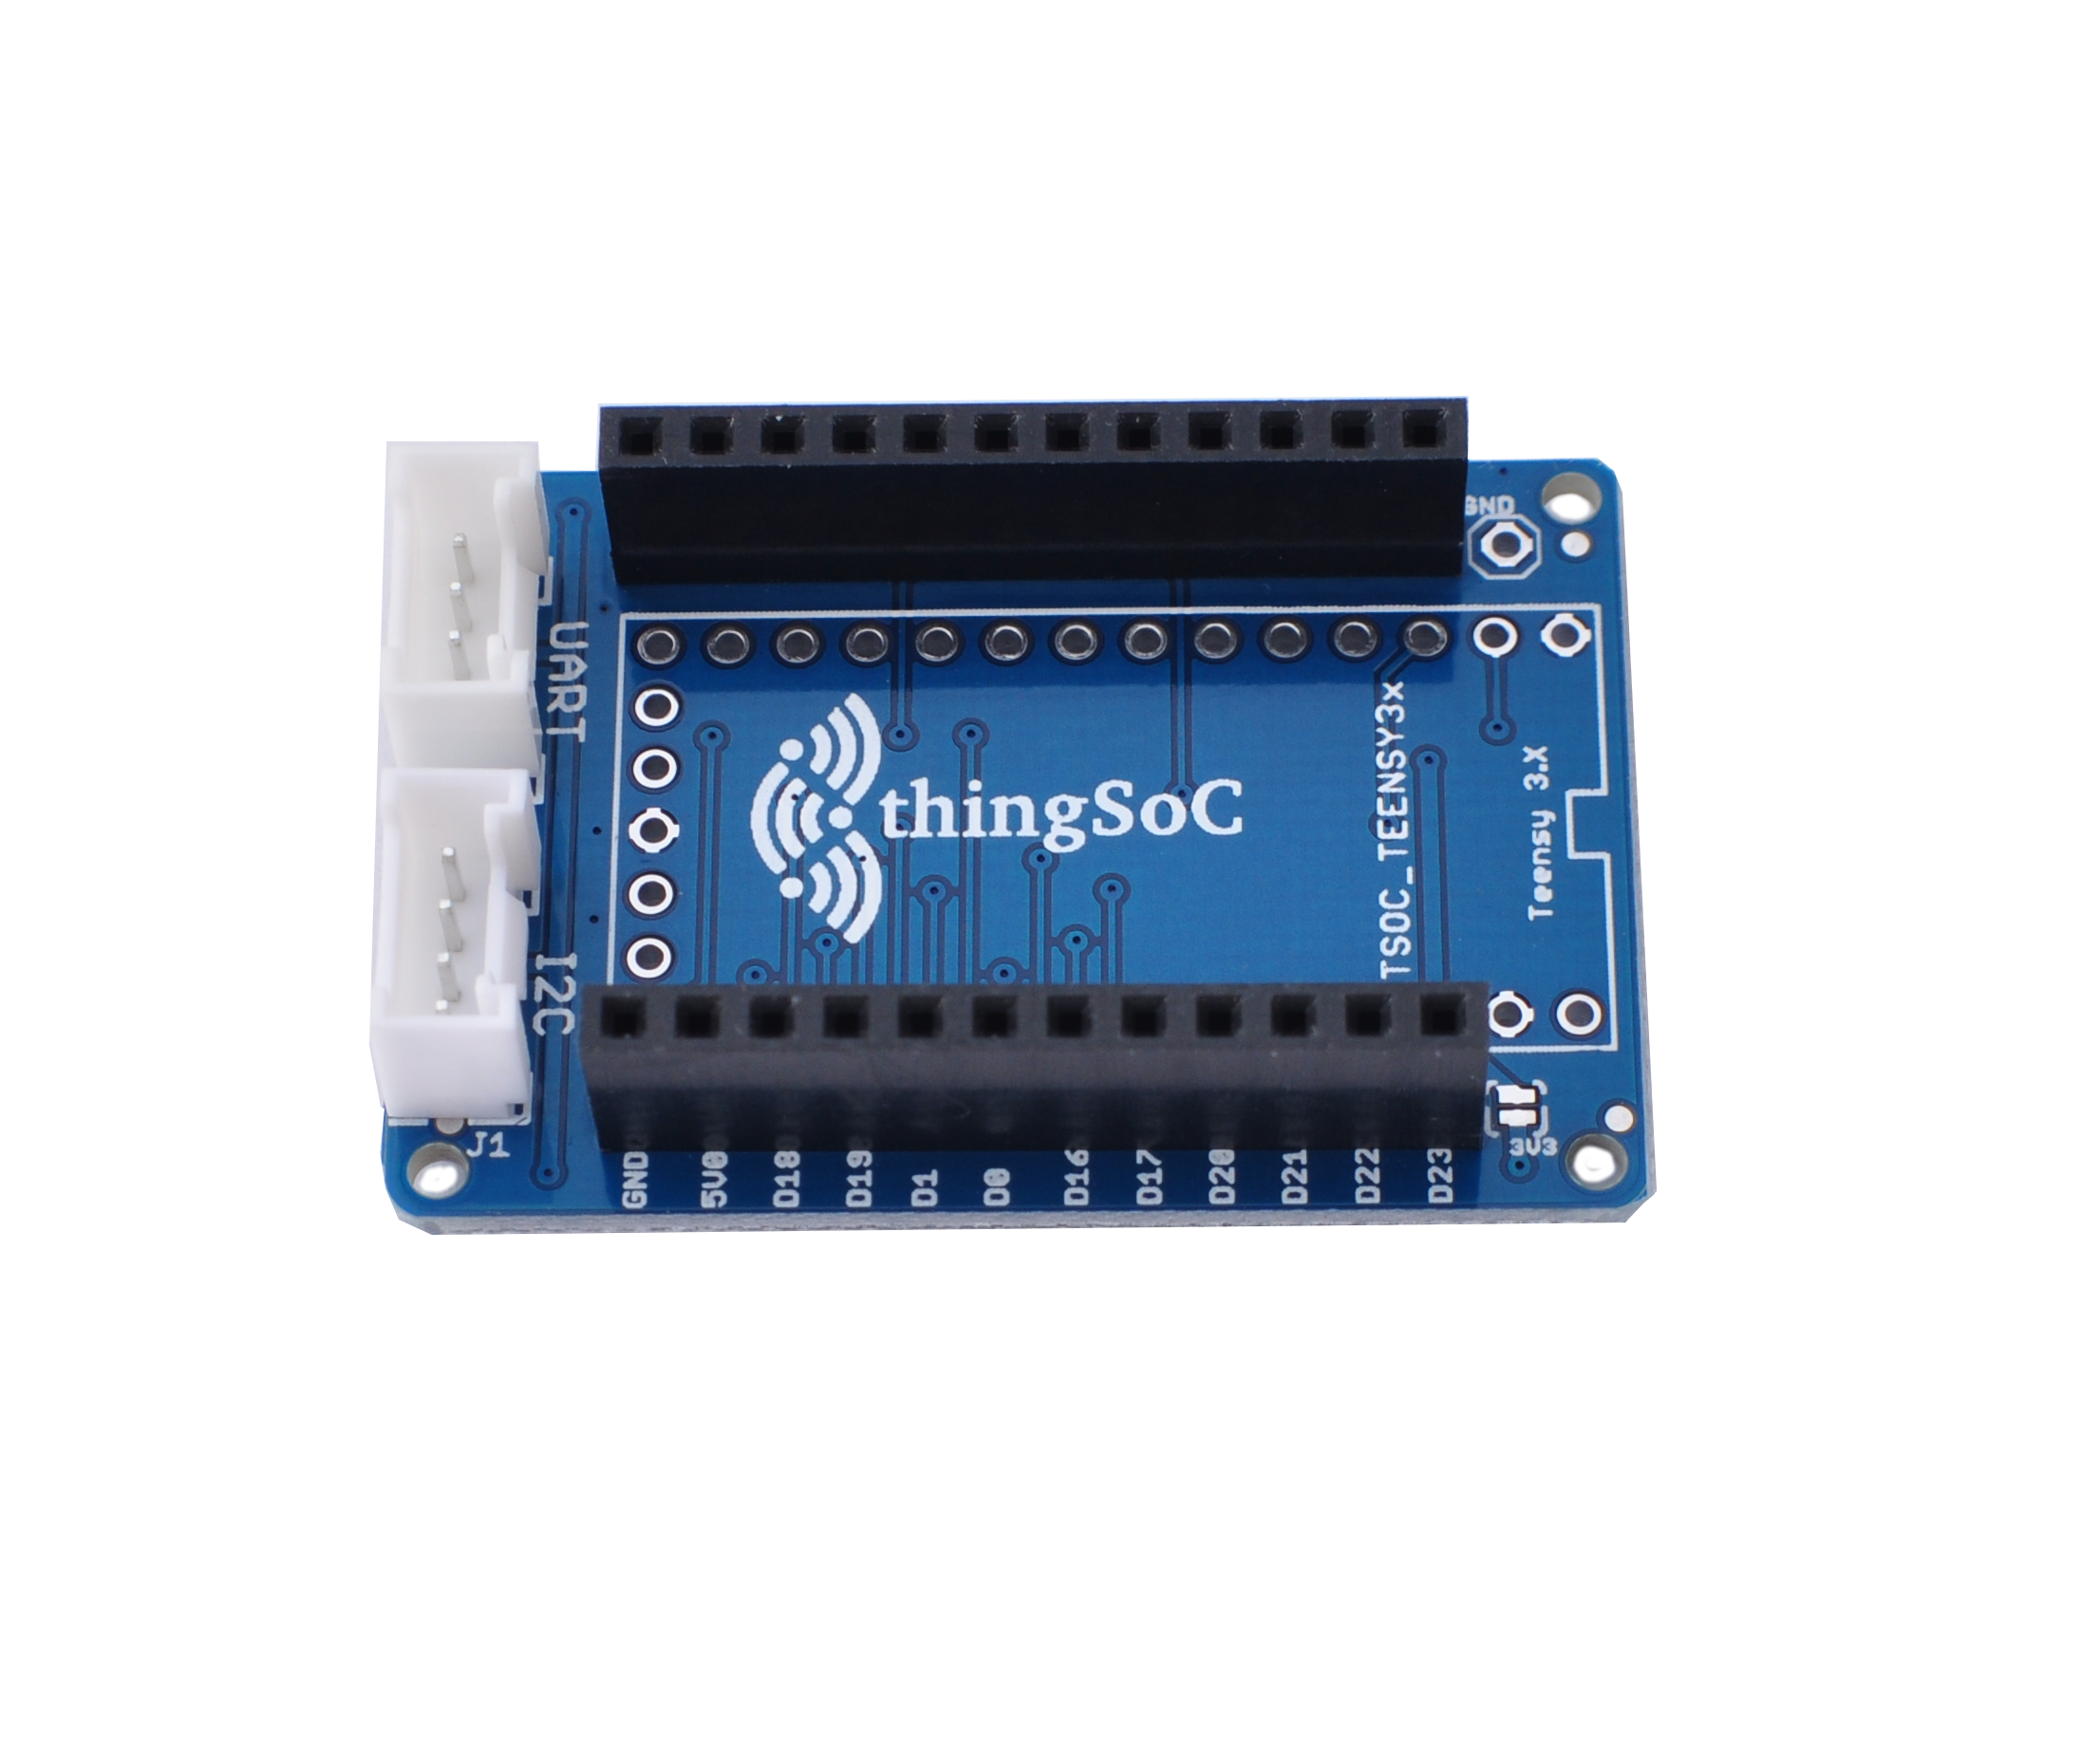 GND
UART
thingSoC
TSOC_TEENSY3x
Teensy 3.X
I2C
J1
3V3
GND
5V0
D18
D19
D1
D0
D16
D17
D20
D21
D22
D23